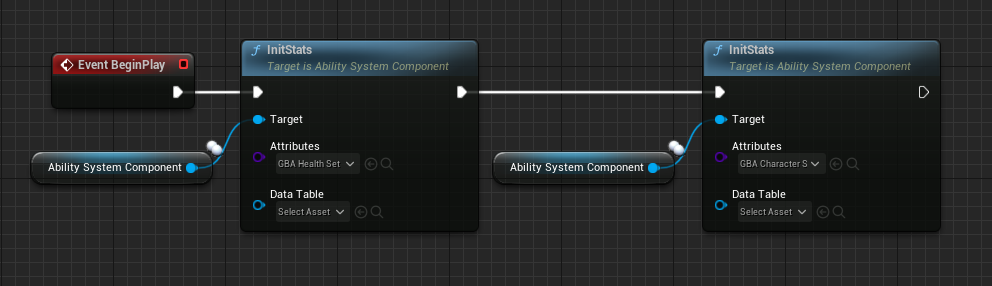 Event BeginPlay
InitStats
Target is Ability System Component
Target
Attributes
GBA Health Set
Data Table
Select Asset
Ability System Component
InitStats
Target is Ability System Component
Target
Attributes
GBA Character S
Data Table
Select Asset
Ability System Component